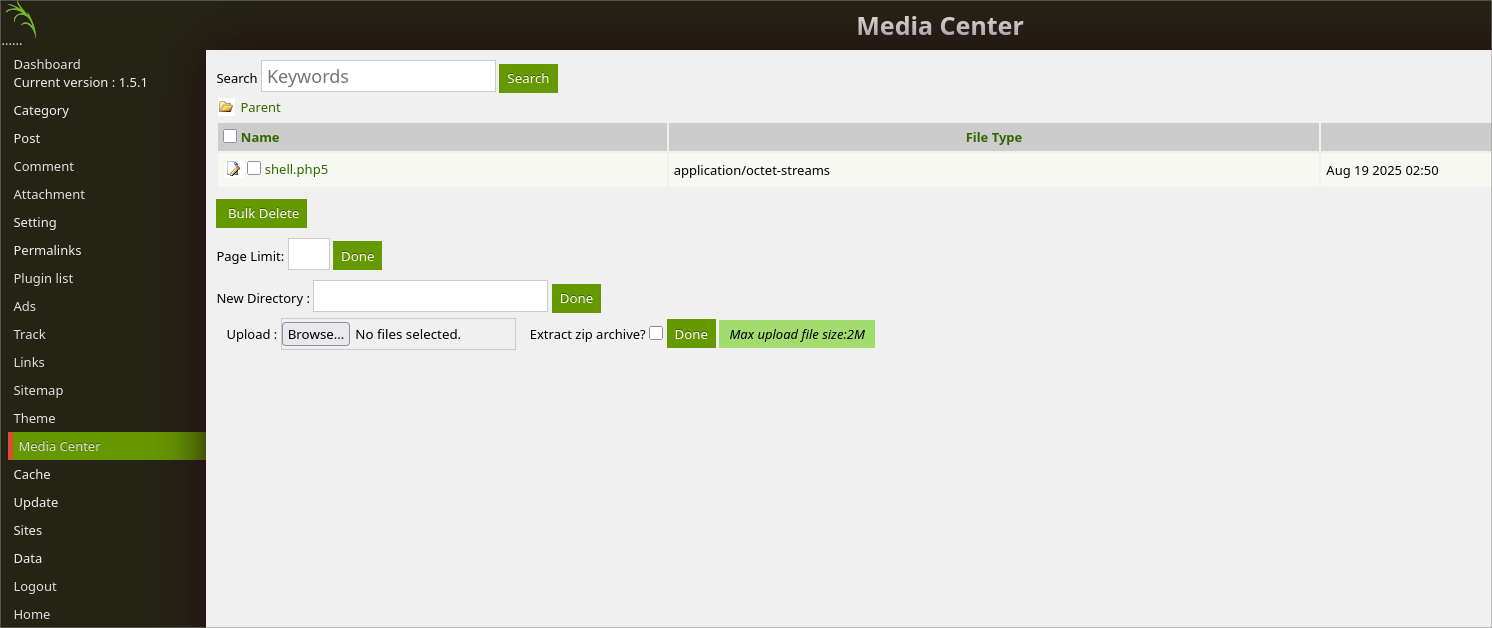 Media Center
......
Dashboard
Current version : 1.5.1
Category
Post
Comment
Attachment
Setting
Permalinks
Plugin list
Ads
Track
Links
Sitemap
Theme
Media Center
Cache
Update
Sites
Data
Logout
Home
Search Keywords Search
Parent
Name File Type
shell.php5 application/octet-streams Aug 19 2025 02:50
Bulk Delete
Page Limit: Done
New Directory : Done
Upload : Browse... No files selected. Extract zip archive? Done Max upload file size:2M